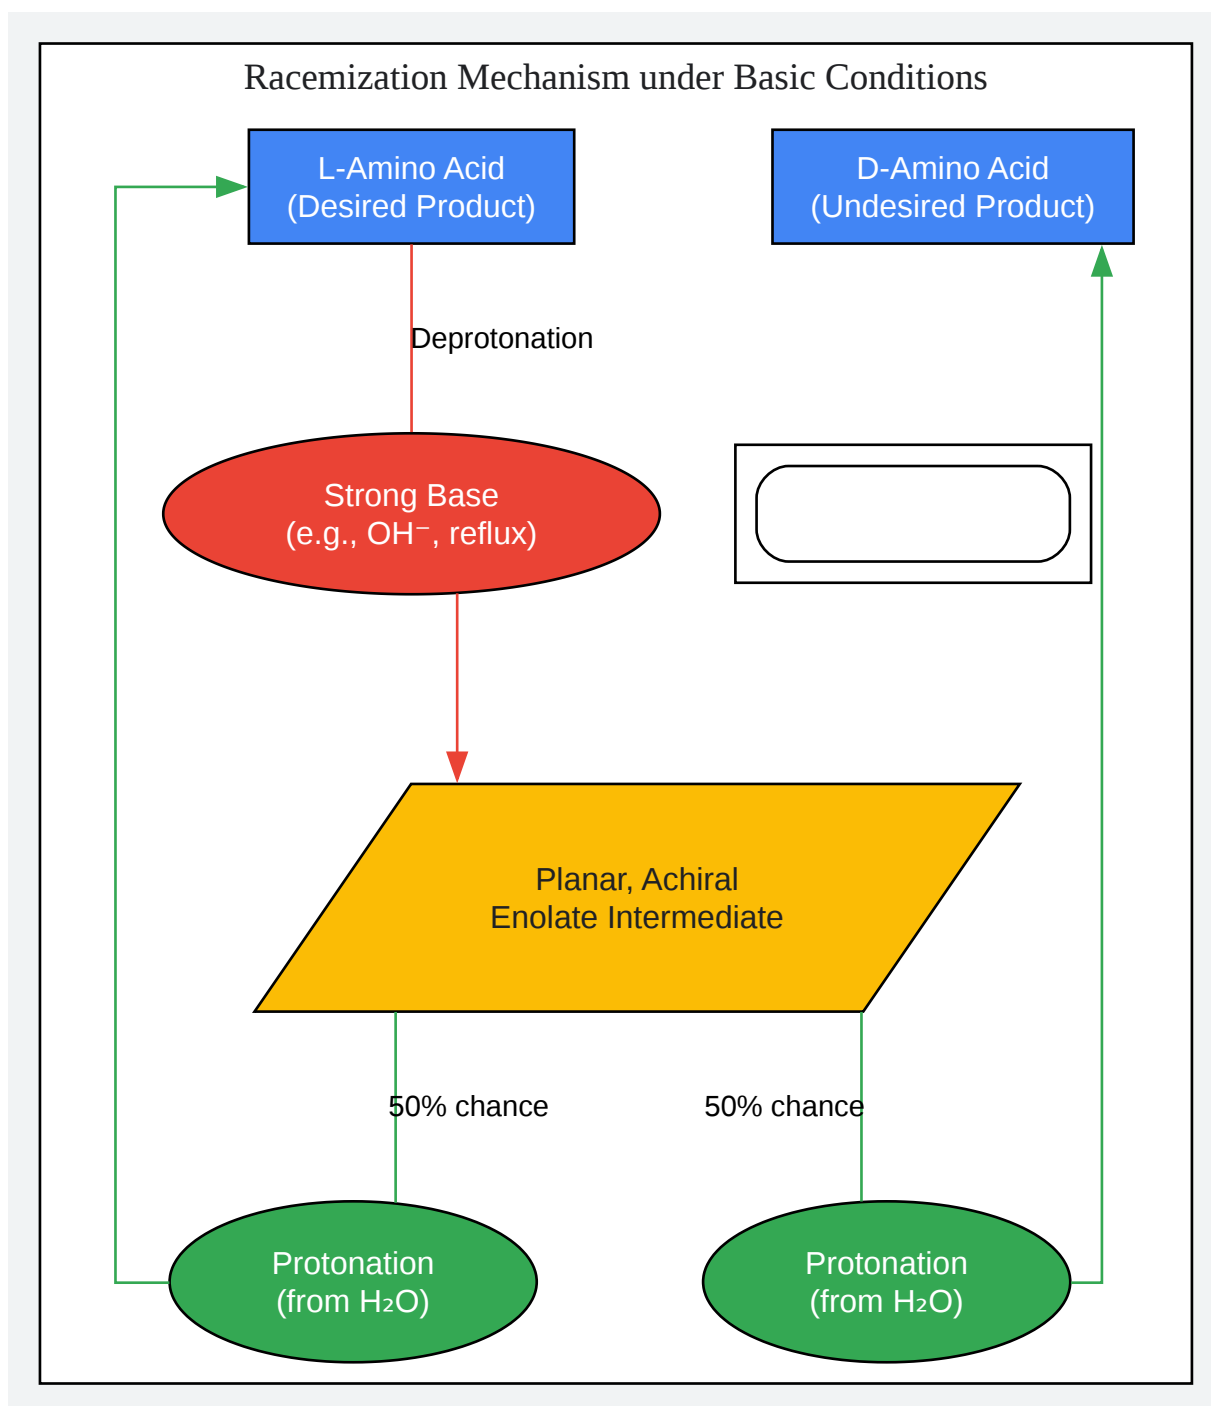 Racemization Mechanism under Basic Conditions
L-Amino Acid
(Desired Product)
D-Amino Acid
(Undesired Product)
Deprotonation
Strong Base
(e.g., OH⁻, reflux)
Planar, Achiral
Enolate Intermediate
50% chance
50% chance
Protonation
(from H₂O)
Protonation
(from H₂O)